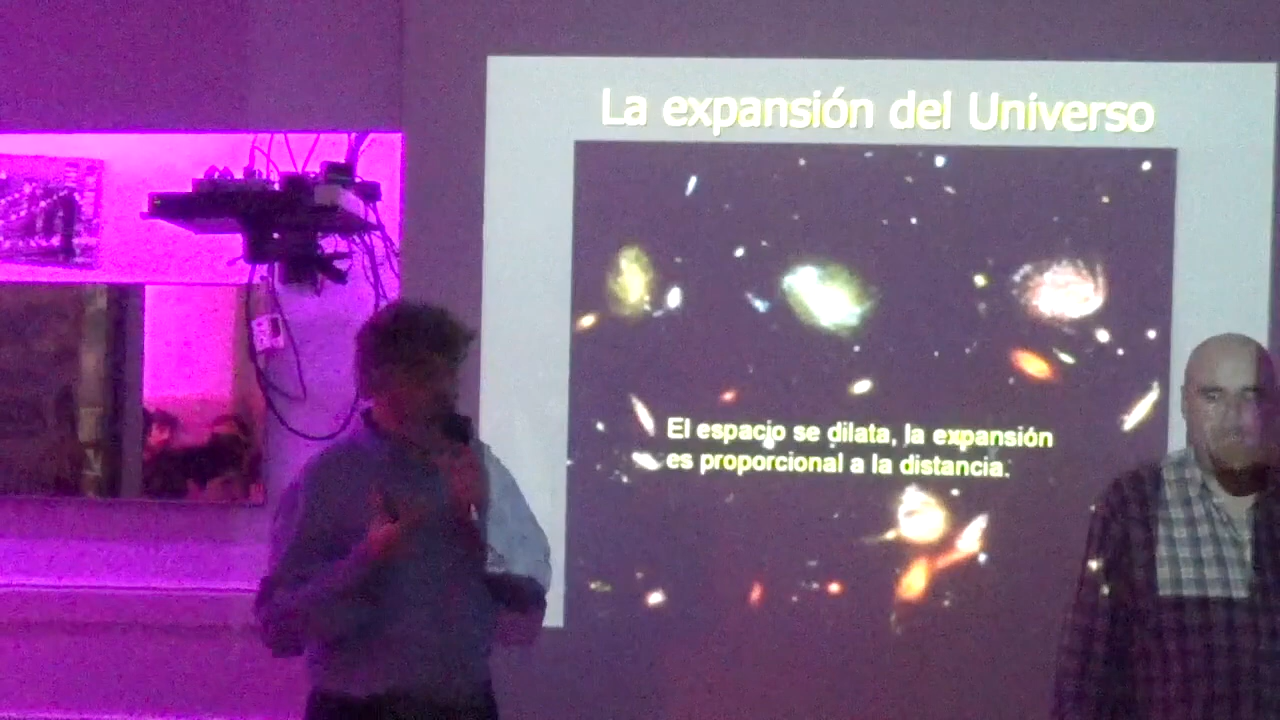 La expansión del Universo
El espacio se dilata, la expansión
es proporcional a la distancia.